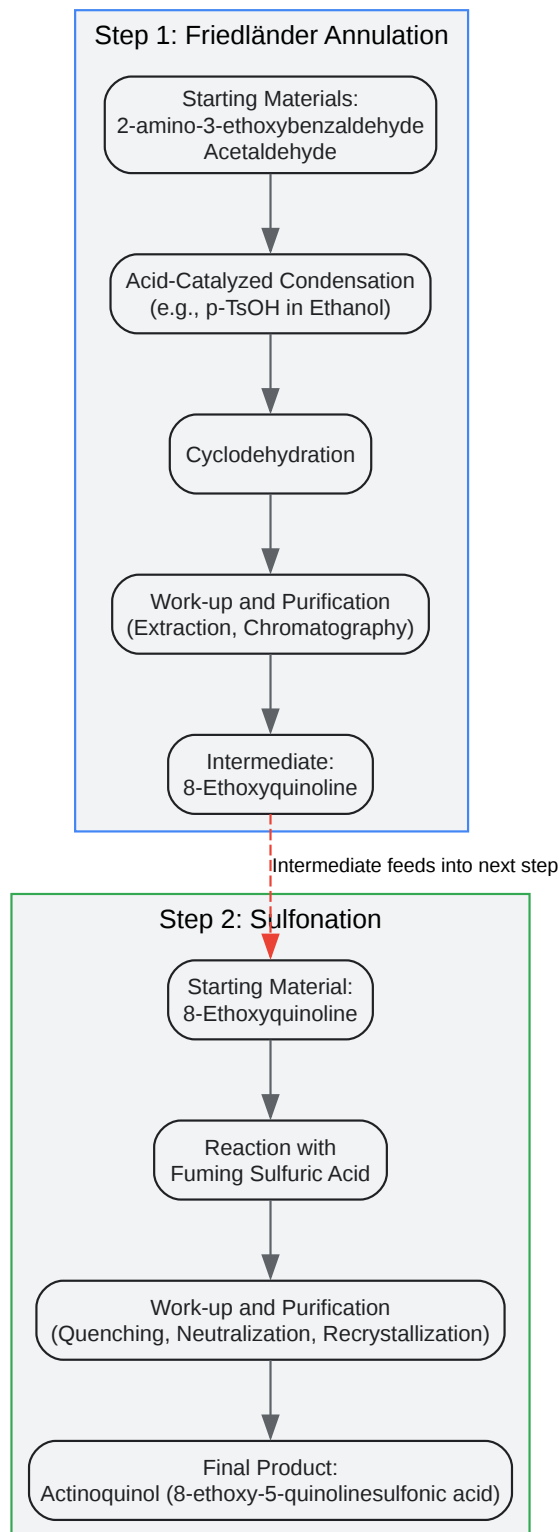 Step 1: Friedländer Annulation
Starting Materials:
2-amino-3-ethoxybenzaldehyde
Acetaldehyde
Acid-Catalyzed Condensation
(e.g., p-TsOH in Ethanol)
Cyclodehydration
Work-up and Purification
(Extraction, Chromatography)
Intermediate:
8-Ethoxyquinoline
Intermediate feeds into next step
Step 2: Sulfonation
Starting Material:
8-Ethoxyquinoline
Reaction with
Fuming Sulfuric Acid
Work-up and Purification
(Quenching, Neutralization, Recrystallization)
Final Product:
Actinoquinol (8-ethoxy-5-quinolinesulfonic acid)